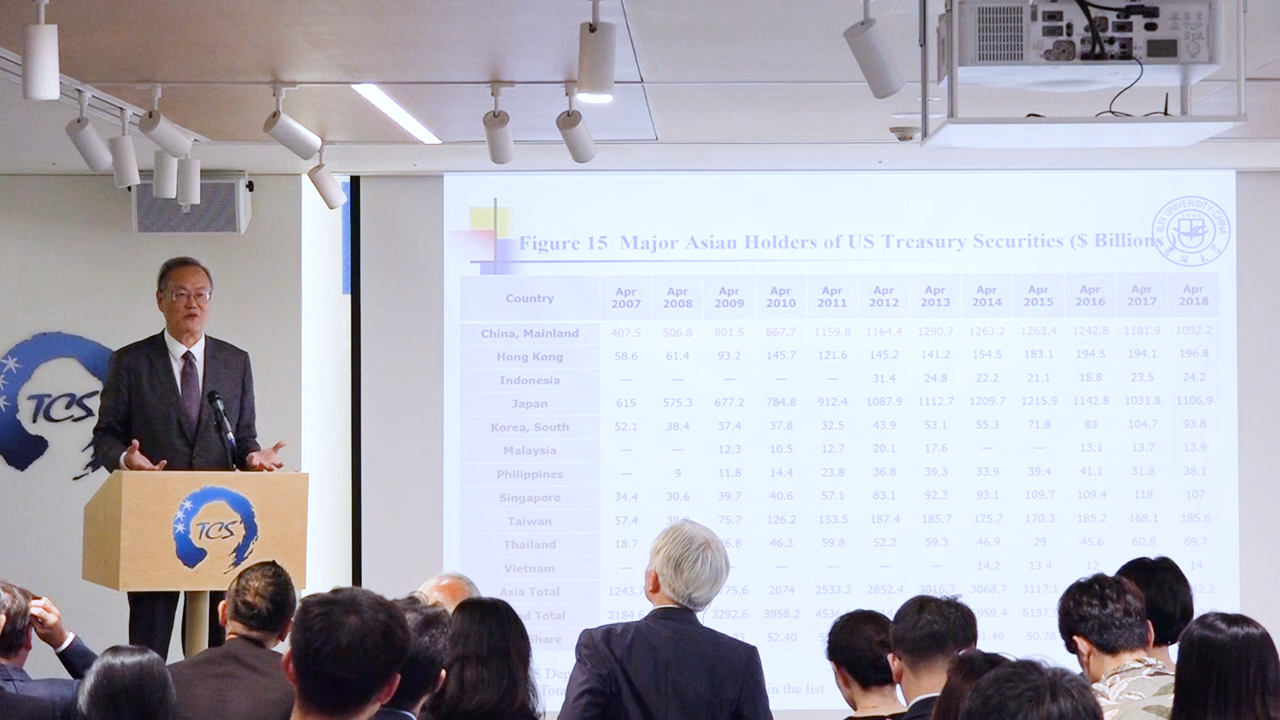 Figure 15 Major Asian Holders of US Treasury Securities ($ Billions)
UNIVERSITY CHINA
Country Apr 2007 Apr 2008 Apr 2009 Apr 2010 Apr 2011 Apr 2012 Apr 2013 Apr 2014 Apr 2015 Apr 2016 Apr 2017 Apr 2018
China, Mainland 407.5 506.8 801.5 867.7 1159.8 1164.4 1290.7 1263.2 1263.4 1242.8 1181.9 1092.2
Hong Kong 58.6 61.4 93.2 145.7 121.6 145.2 141.2 154.5 183.1 194.5 194.1 196.8
Indonesia — — — — — 31.4 24.8 22.2 21.1 18.8 23.5 24.2
Japan 615 575.3 677.2 784.8 912.4 1087.9 1112.7 1209.7 1215.9 1142.8 1031.8 1106.9
Korea, South 52.1 38.4 37.4 37.8 32.5 43.9 53.1 55.3 71.8 83 104.7 93.8
Malaysia — — 12.3 10.5 12.7 20.1 17.6 — — 13.1 13.7 13.9
Philippines — 9 11.8 14.4 23.8 36.8 39.3 33.9 39.4 41.1 31.8 38.1
Singapore 34.4 30.6 39.7 40.6 57.1 83.1 92.3 93.1 109.7 109.4 118 107
Taiwan 57.4 75.7 126.2 153.5 187.4 185.7 175.7 170.3 185.2 168.1 185.6
Thailand 18.7 46.3 59.8 52.2 59.3 46.9 29 45.6 60.8 69.7
Vietnam — — — — — — 14.2 13.4 12 14
Asia Total 2074 2533.2 2852.4 3016.7 3068.7
Total 3292.6 3958.2
52.40
in the list
TCS
TCS